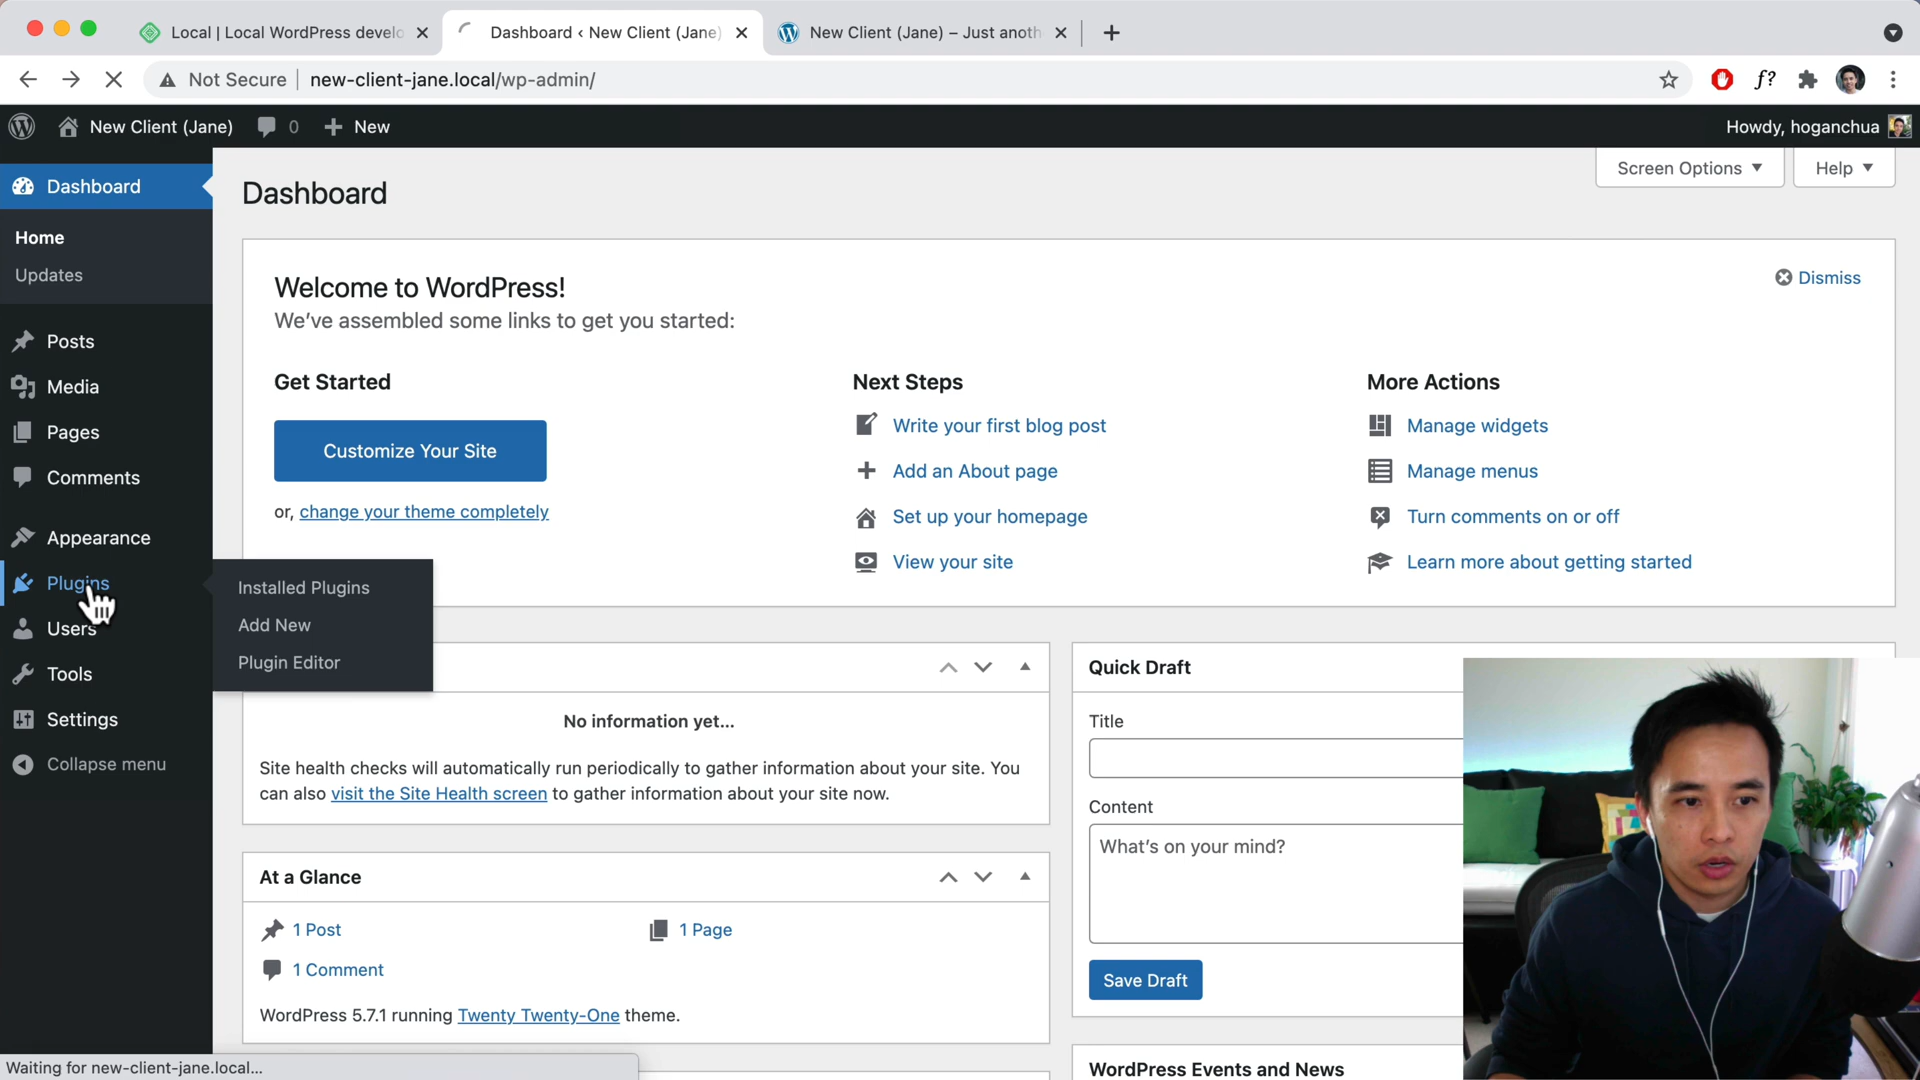 Local | Local WordPress develo
Dashboard ‹ New Client (Jane)
New Client (Jane) – Just anoth
Not Secure
new-client-jane.local/wp-admin/
f?
New Client (Jane)
0
New
Howdy, hoganchua
Dashboard
Home
Updates
Posts
Media
Pages
Comments
Appearance
Plugins
Users
Tools
Settings
Collapse menu
Installed Plugins
Add New
Plugin Editor
Screen Options
Help
Dashboard
Welcome to WordPress!
We've assembled some links to get you started:
Dismiss
Get Started
Customize Your Site
or, change your theme completely
Next Steps
Write your first blog post
Add an About page
Set up your homepage
View your site
More Actions
Manage widgets
Manage menus
Turn comments on or off
Learn more about getting started
No information yet...
Site health checks will automatically run periodically to gather information about your site. You
can also visit the Site Health screen to gather information about your site now.
At a Glance
1 Post
1 Page
1 Comment
WordPress 5.7.1 running Twenty Twenty-One theme.
Quick Draft
Title
Content
What's on your mind?
Save Draft
WordPress Events and News
Waiting for new-client-jane.local...